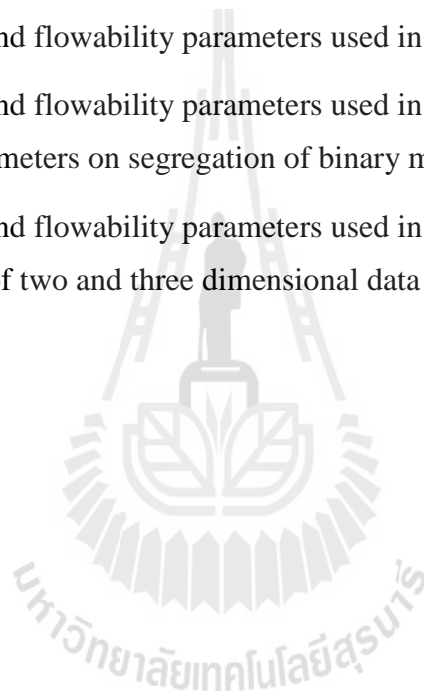 nd flowability parameters used in
nd flowability parameters used in
meters on segregation of binary m
nd flowability parameters used in
f two and three dimensional data
มหาวิทยาลัยเทคโนโลยีสุรนารี